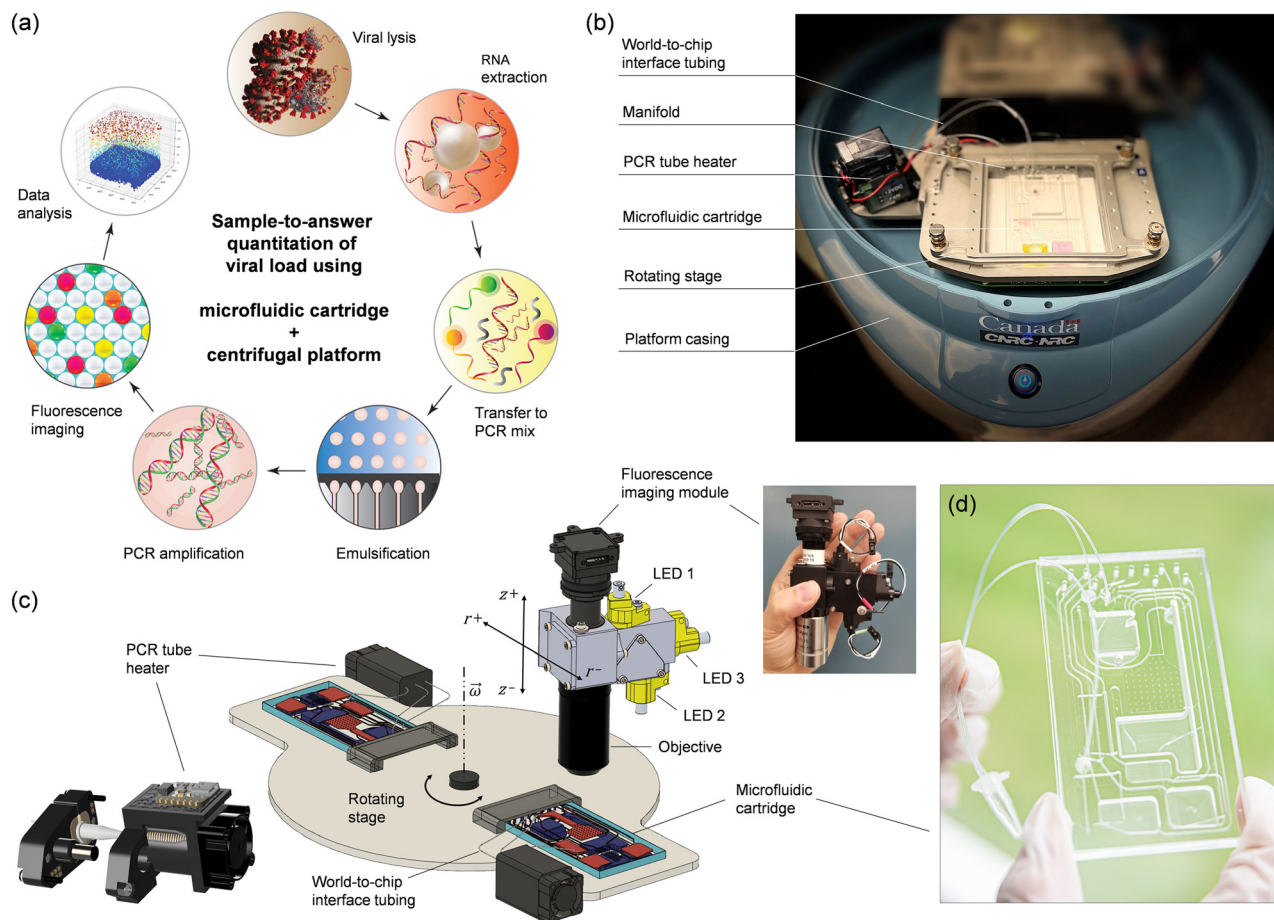 (a)
Viral lysis
RNA
extraction
Transfer to
PCR mix
Emulsification
PCR amplification
Fluorescence
imaging
Data
analysis
Sample-to-answer
quantitation of
viral load using
microfluidic cartridge
+
centrifugal platform
(b)
World-to-chip
interface tubing
Manifold
PCR tube heater
Microfluidic cartridge
Rotating stage
Platform casing
12VDC
Canada
CNRC·NRC
(c)
PCR tube
heater
Rotating
stage
World-to-chip
interface tubing
ω⃗
z+
r+
r−
z−
LED 1
LED 3
LED 2
Objective
Fluorescence
imaging module
Microfluidic
cartridge
(d)